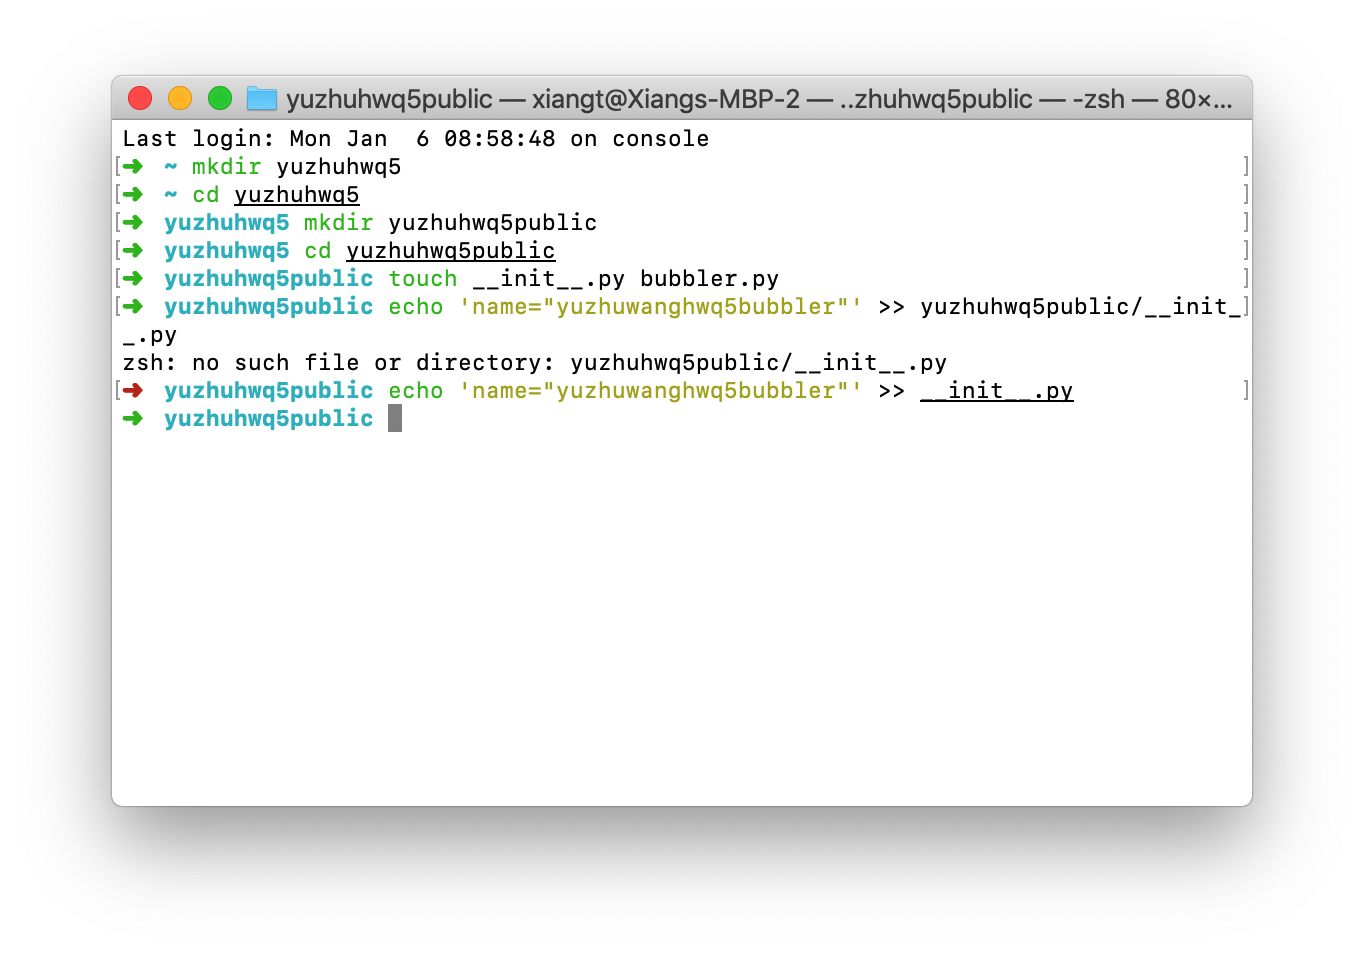 yuzhuhwq5public — xiangt@Xiangs-MBP-2 — ..zhuhwq5public — -zsh — 80×...
Last login: Mon Jan  6 08:58:48 on console
[➜  ~ mkdir yuzhuhwq5 ]
[➜  ~ cd yuzhuhwq5 ]
[➜  yuzhuhwq5 mkdir yuzhuhwq5public ]
[➜  yuzhuhwq5 cd yuzhuhwq5public ]
[➜  yuzhuhwq5public touch __init__.py bubbler.py ]
[➜  yuzhuhwq5public echo 'name="yuzhuwanghwq5bubbler"' >> yuzhuhwq5public/__init_]
_.py
zsh: no such file or directory: yuzhuhwq5public/__init__.py
[➜  yuzhuhwq5public echo 'name="yuzhuwanghwq5bubbler"' >> __init__.py ]
➜  yuzhuhwq5public